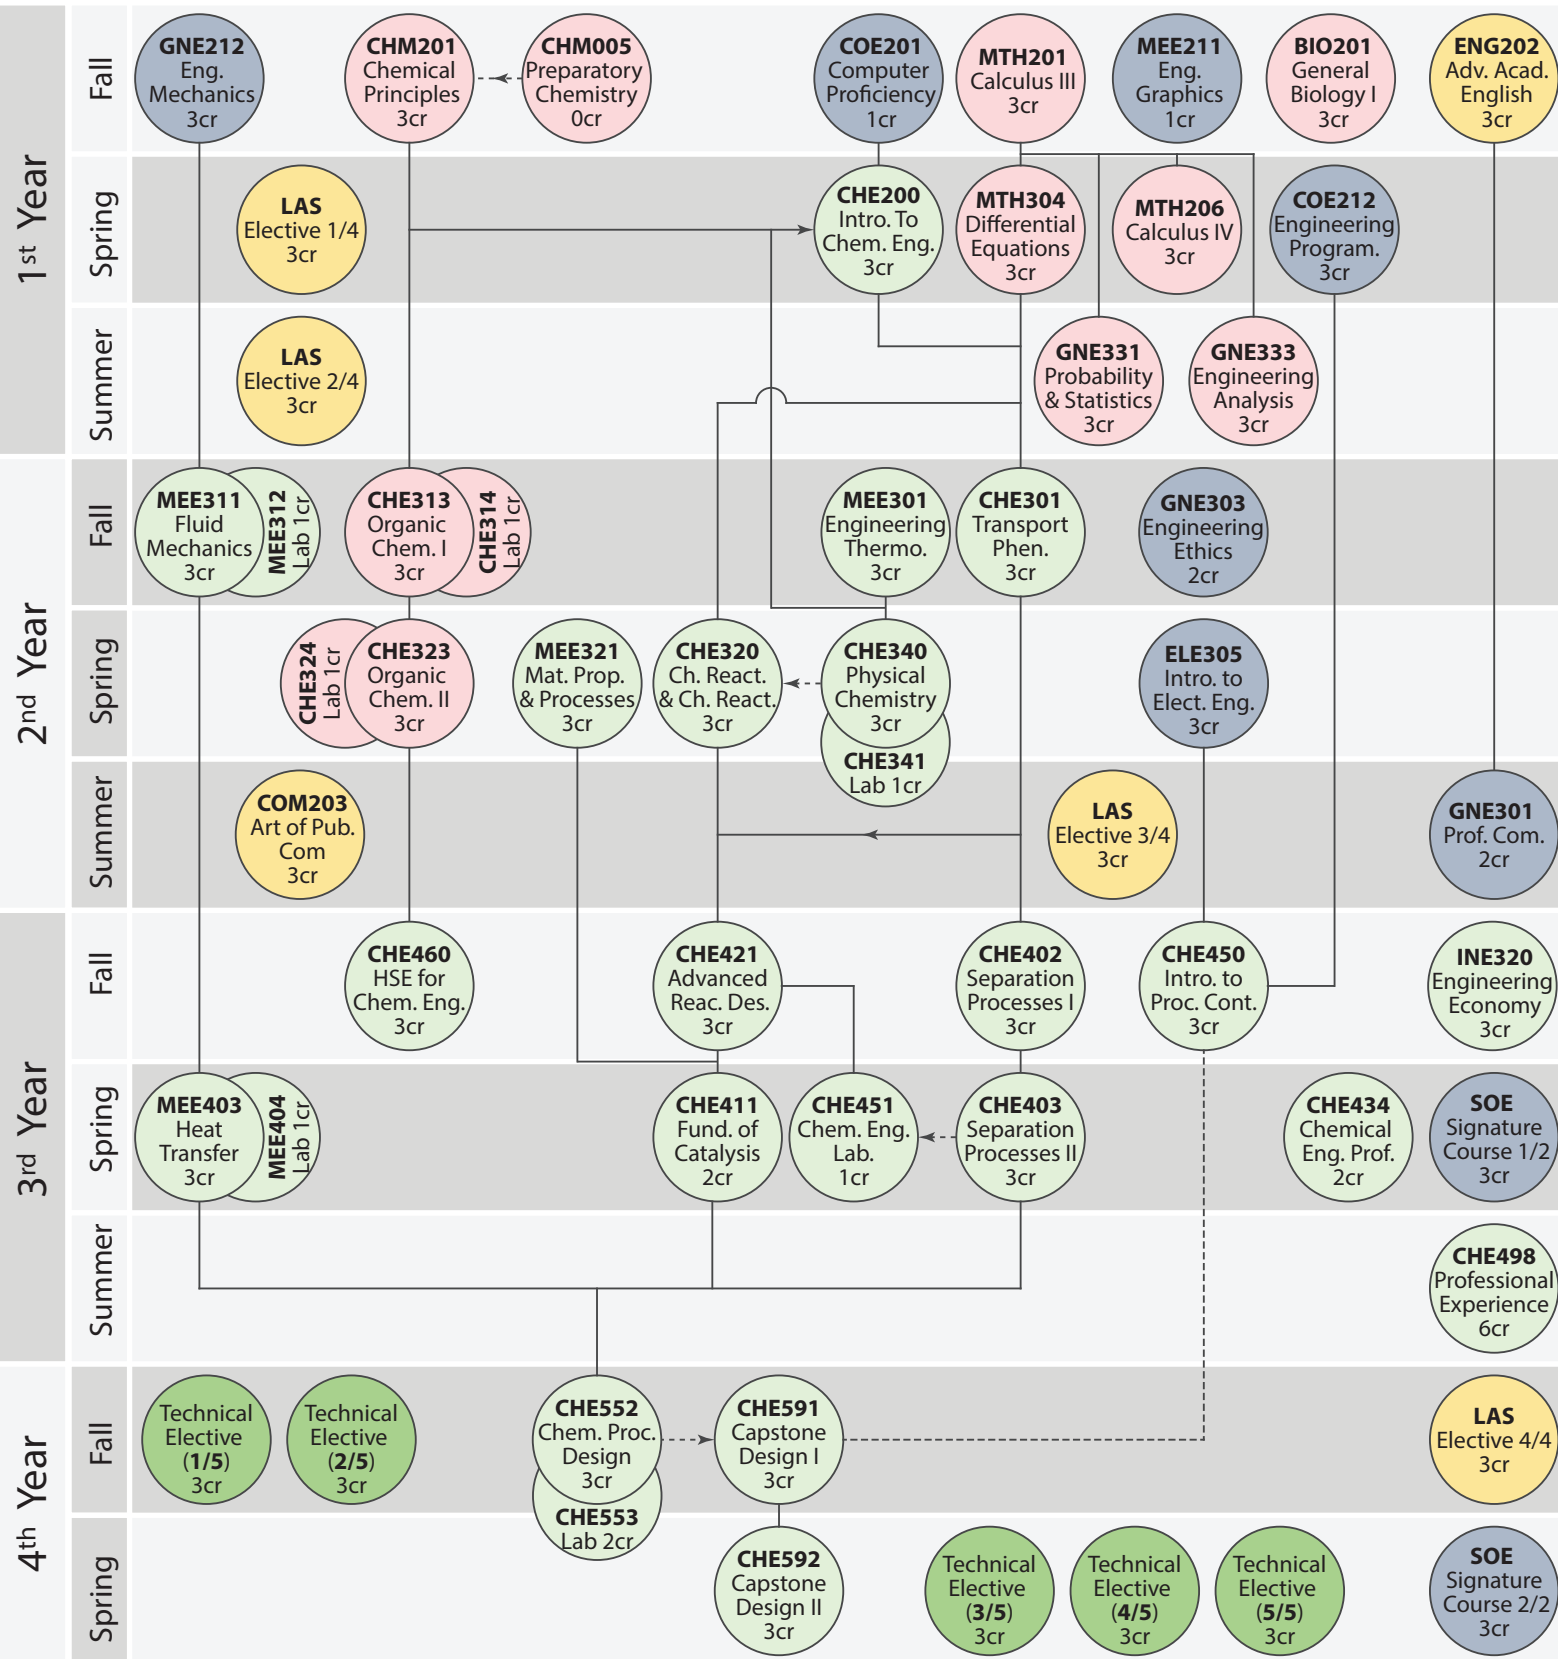 1st Year
Fall
GNE212
Eng.
Mechanics
3cr
CHM201
Chemical
Principles
3cr
CHM005
Preparatory
Chemistry
0cr
COE201
Computer
Proficiency
1cr
MTH201
Calculus III
3cr
MEE211
Eng.
Graphics
1cr
BIO201
General
Biology I
3cr
ENG202
Adv. Acad.
English
3cr
Spring
LAS
Elective 1/4
3cr
CHE200
Intro. To
Chem. Eng.
3cr
MTH304
Differential
Equations
3cr
MTH206
Calculus IV
3cr
COE212
Engineering
Program.
3cr
Summer
LAS
Elective 2/4
3cr
GNE331
Probability
& Statistics
3cr
GNE333
Engineering
Analysis
3cr
2nd Year
Fall
MEE311
Fluid
Mechanics
3cr
MEE312
Lab 1cr
CHE313
Organic
Chem. I
3cr
CHE314
Lab 1cr
MEE301
Engineering
Thermo.
3cr
CHE301
Transport
Phen.
3cr
GNE303
Engineering
Ethics
2cr
Spring
CHE324
Lab 1cr
CHE323
Organic
Chem. II
3cr
MEE321
Mat. Prop.
& Processes
3cr
CHE320
Ch. React.
& Ch. React.
3cr
CHE340
Physical
Chemistry
3cr
CHE341
Lab 1cr
ELE305
Intro. to
Elect. Eng.
3cr
Summer
COM203
Art of Pub.
Com
3cr
LAS
Elective 3/4
3cr
GNE301
Prof. Com.
2cr
3rd Year
Fall
CHE460
HSE for
Chem. Eng.
3cr
CHE421
Advanced
Reac. Des.
3cr
CHE402
Separation
Processes I
3cr
CHE450
Intro. to
Proc. Cont.
3cr
INE320
Engineering
Economy
3cr
Spring
MEE403
Heat
Transfer
3cr
MEE404
Lab 1cr
CHE411
Fund. of
Catalysis
2cr
CHE451
Chem. Eng.
Lab.
1cr
CHE403
Separation
Processes II
3cr
CHE434
Chemical
Eng. Prof.
2cr
SOE
Signature
Course 1/2
3cr
Summer
CHE498
Professional
Experience
6cr
4th Year
Fall
Technical
Elective
(1/5)
3cr
Technical
Elective
(2/5)
3cr
CHE552
Chem. Proc.
Design
3cr
CHE553
Lab 2cr
CHE591
Capstone
Design I
3cr
LAS
Elective 4/4
3cr
Spring
CHE592
Capstone
Design II
3cr
Technical
Elective
(3/5)
3cr
Technical
Elective
(4/5)
3cr
Technical
Elective
(5/5)
3cr
SOE
Signature
Course 2/2
3cr